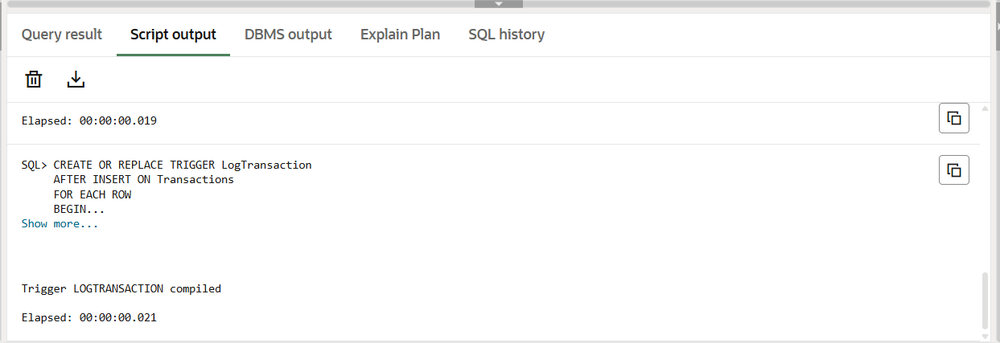 Query result Script output DBMS output Explain Plan SQL history
Elapsed: 00:00:00.019
SQL> CREATE OR REPLACE TRIGGER LogTransaction
AFTER INSERT ON Transactions
FOR EACH ROW
BEGIN...
Show more...
Trigger LOGTRANSACTION compiled
Elapsed: 00:00:00.021